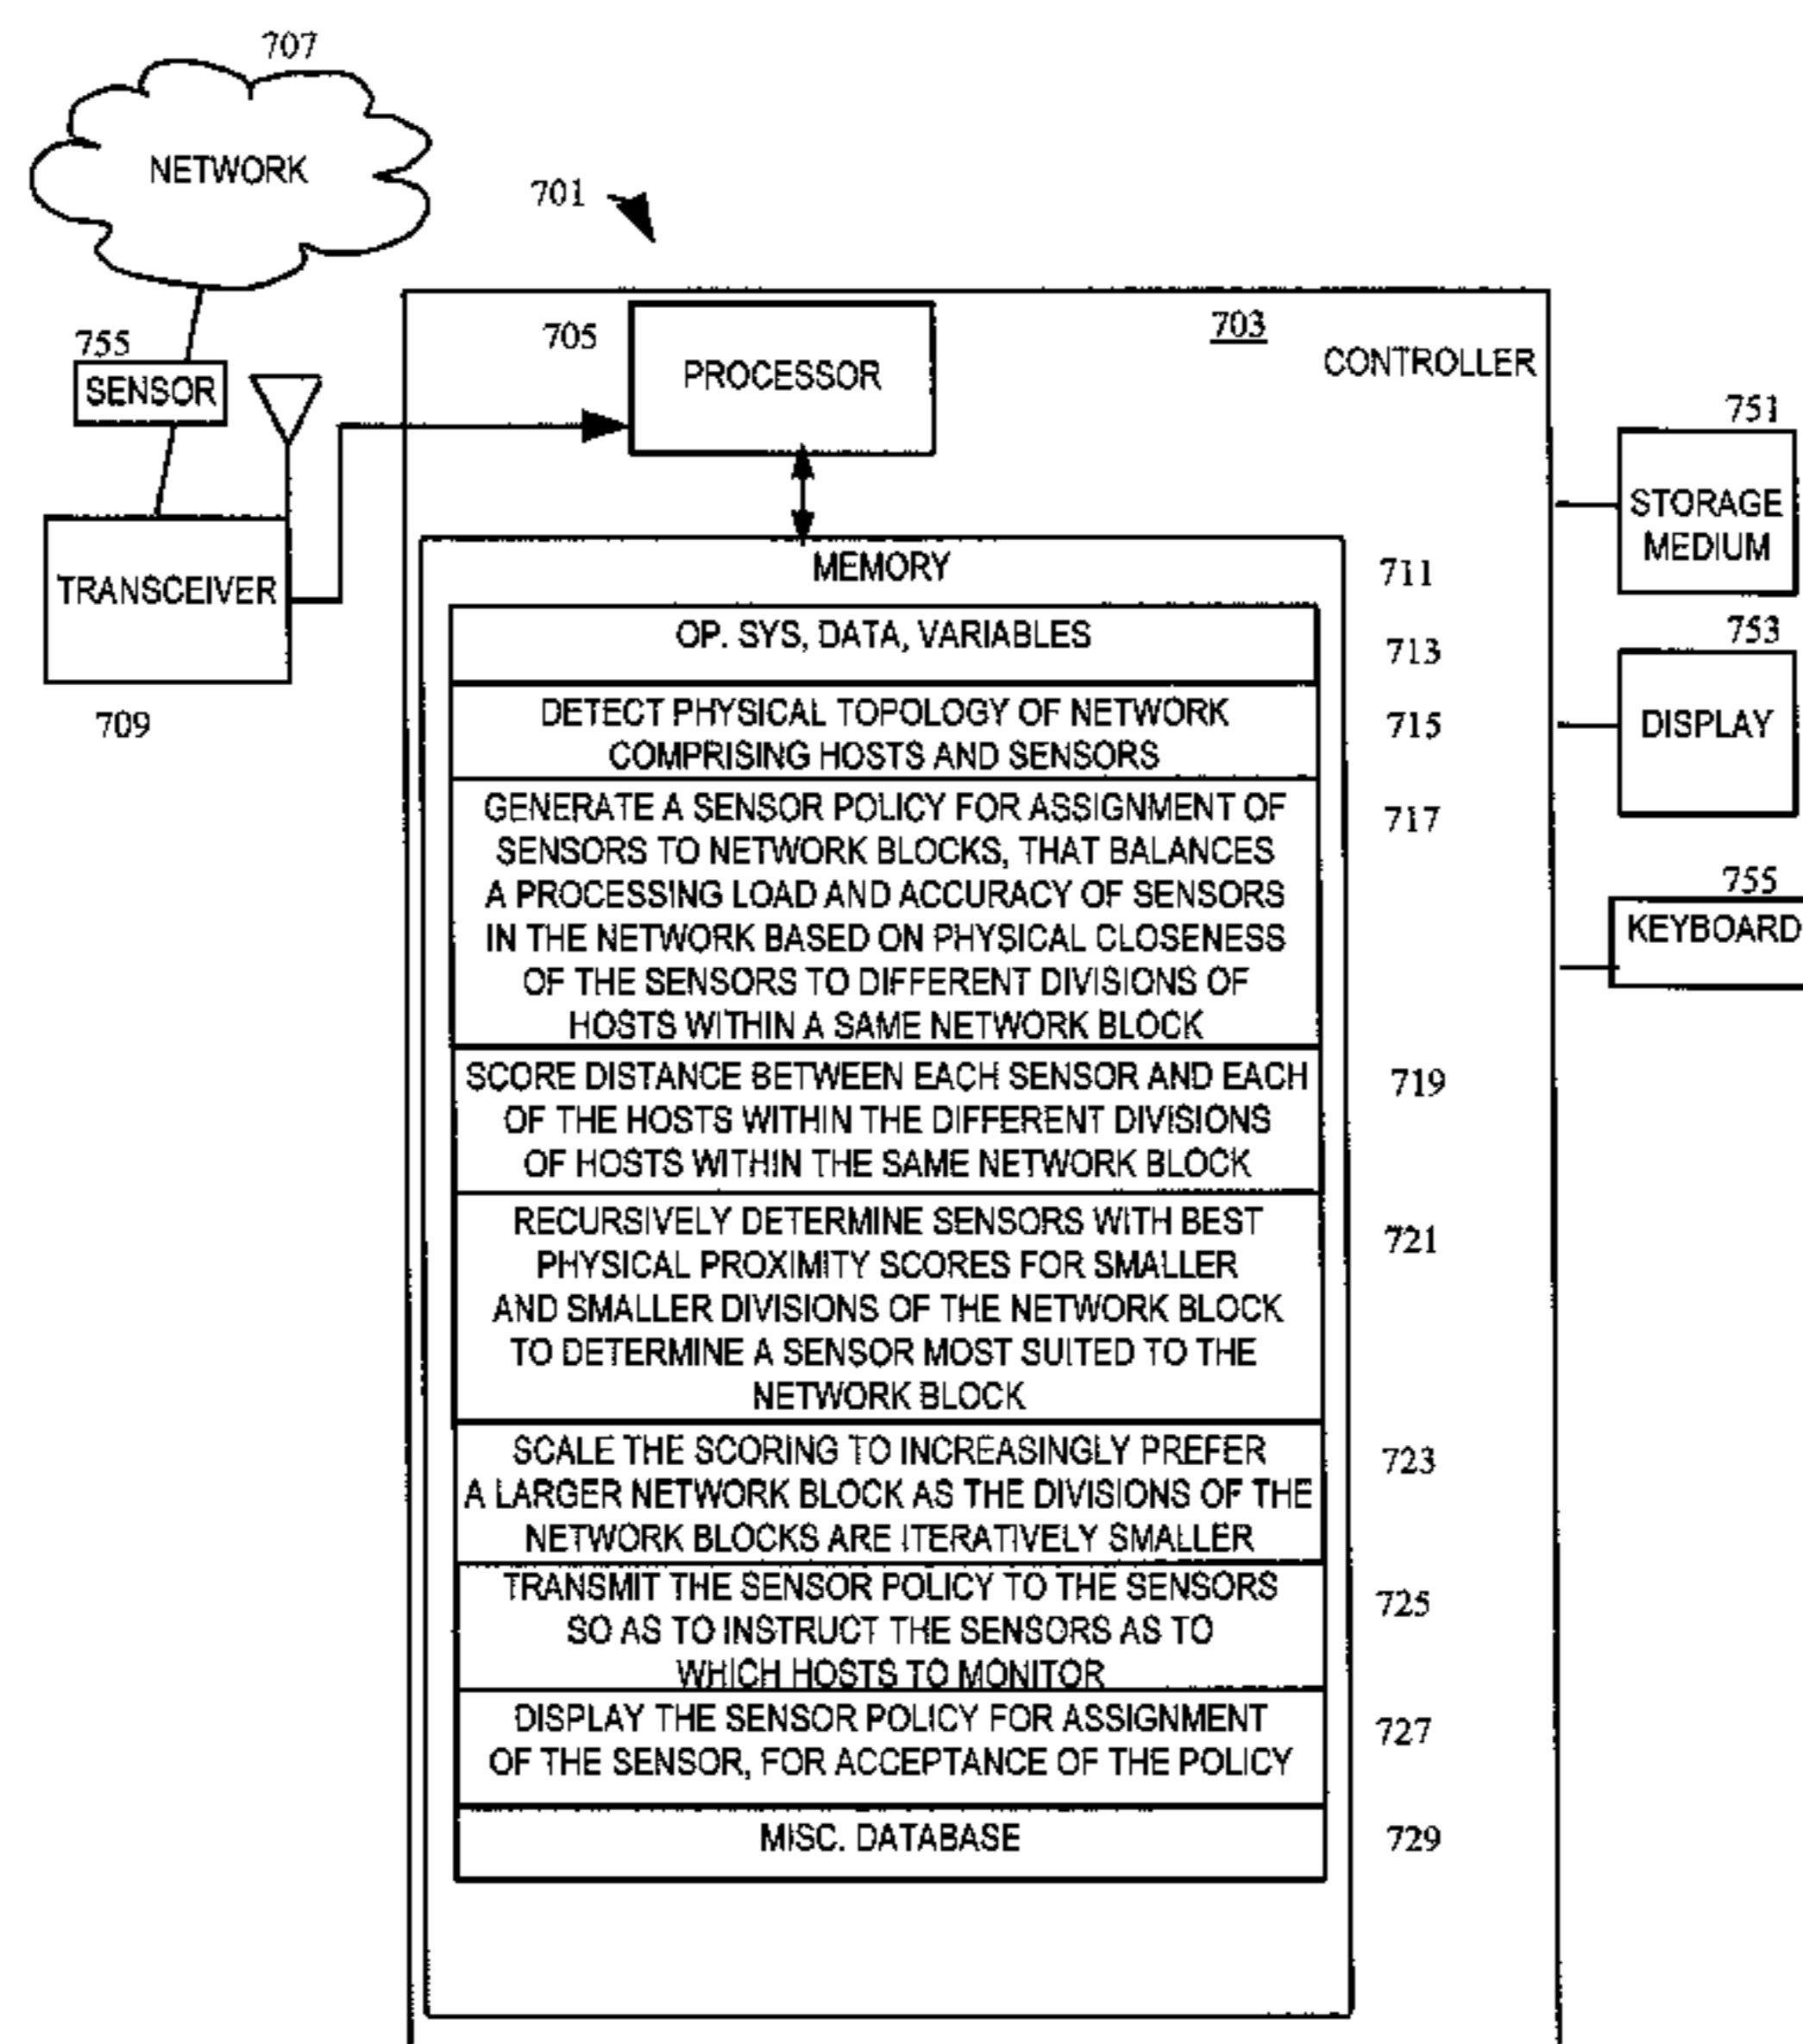 707
NETWORK
701
755
SENSOR
705
PROCESSOR
703
CONTROLLER
751
STORAGE
MEDIUM
TRANSCEIVER
709
MEMORY
711
OP. SYS, DATA, VARIABLES
713
753
DISPLAY
DETECT PHYSICAL TOPOLOGY OF NETWORK
COMPRISING HOSTS AND SENSORS
715
GENERATE A SENSOR POLICY FOR ASSIGNMENT OF
SENSORS TO NETWORK BLOCKS, THAT BALANCES
A PROCESSING LOAD AND ACCURACY OF SENSORS
IN THE NETWORK BASED ON PHYSICAL CLOSENESS
OF THE SENSORS TO DIFFERENT DIVISIONS OF
HOSTS WITHIN A SAME NETWORK BLOCK
717
755
KEYBOARD
SCORE DISTANCE BETWEEN EACH SENSOR AND EACH
OF THE HOSTS WITHIN THE DIFFERENT DIVISIONS
OF HOSTS WITHIN THE SAME NETWORK BLOCK
719
RECURSIVELY DETERMINE SENSORS WITH BEST
PHYSICAL PROXIMITY SCORES FOR SMALLER
AND SMALLER DIVISIONS OF THE NETWORK BLOCK
TO DETERMINE A SENSOR MOST SUITED TO THE
NETWORK BLOCK
721
SCALE THE SCORING TO INCREASINGLY PREFER
A LARGER NETWORK BLOCK AS THE DIVISIONS OF THE
NETWORK BLOCKS ARE ITERATIVELY SMALLER
723
TRANSMIT THE SENSOR POLICY TO THE SENSORS
SO AS TO INSTRUCT THE SENSORS AS TO
WHICH HOSTS TO MONITOR
725
DISPLAY THE SENSOR POLICY FOR ASSIGNMENT
OF THE SENSOR, FOR ACCEPTANCE OF THE POLICY
727
MISC. DATABASE
729